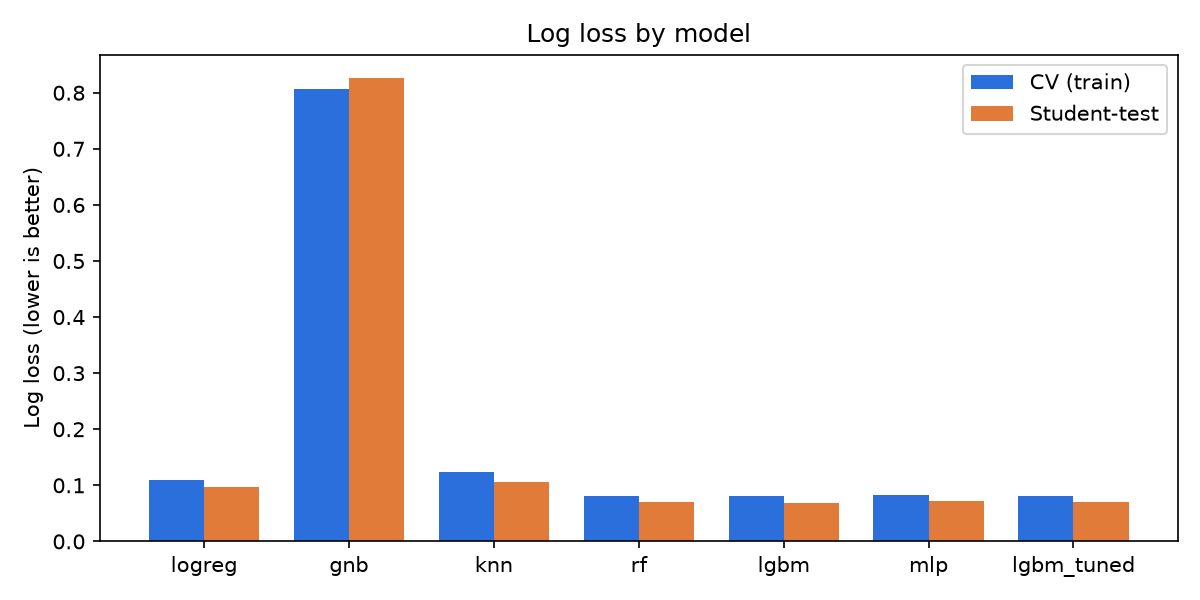 Log loss by model
CV (train)
Student-test
Log loss (lower is better)
0.8
0.7
0.6
0.5
0.4
0.3
0.2
0.1
0.0
logreg gnb knn rf lgbm mlp lgbm_tuned